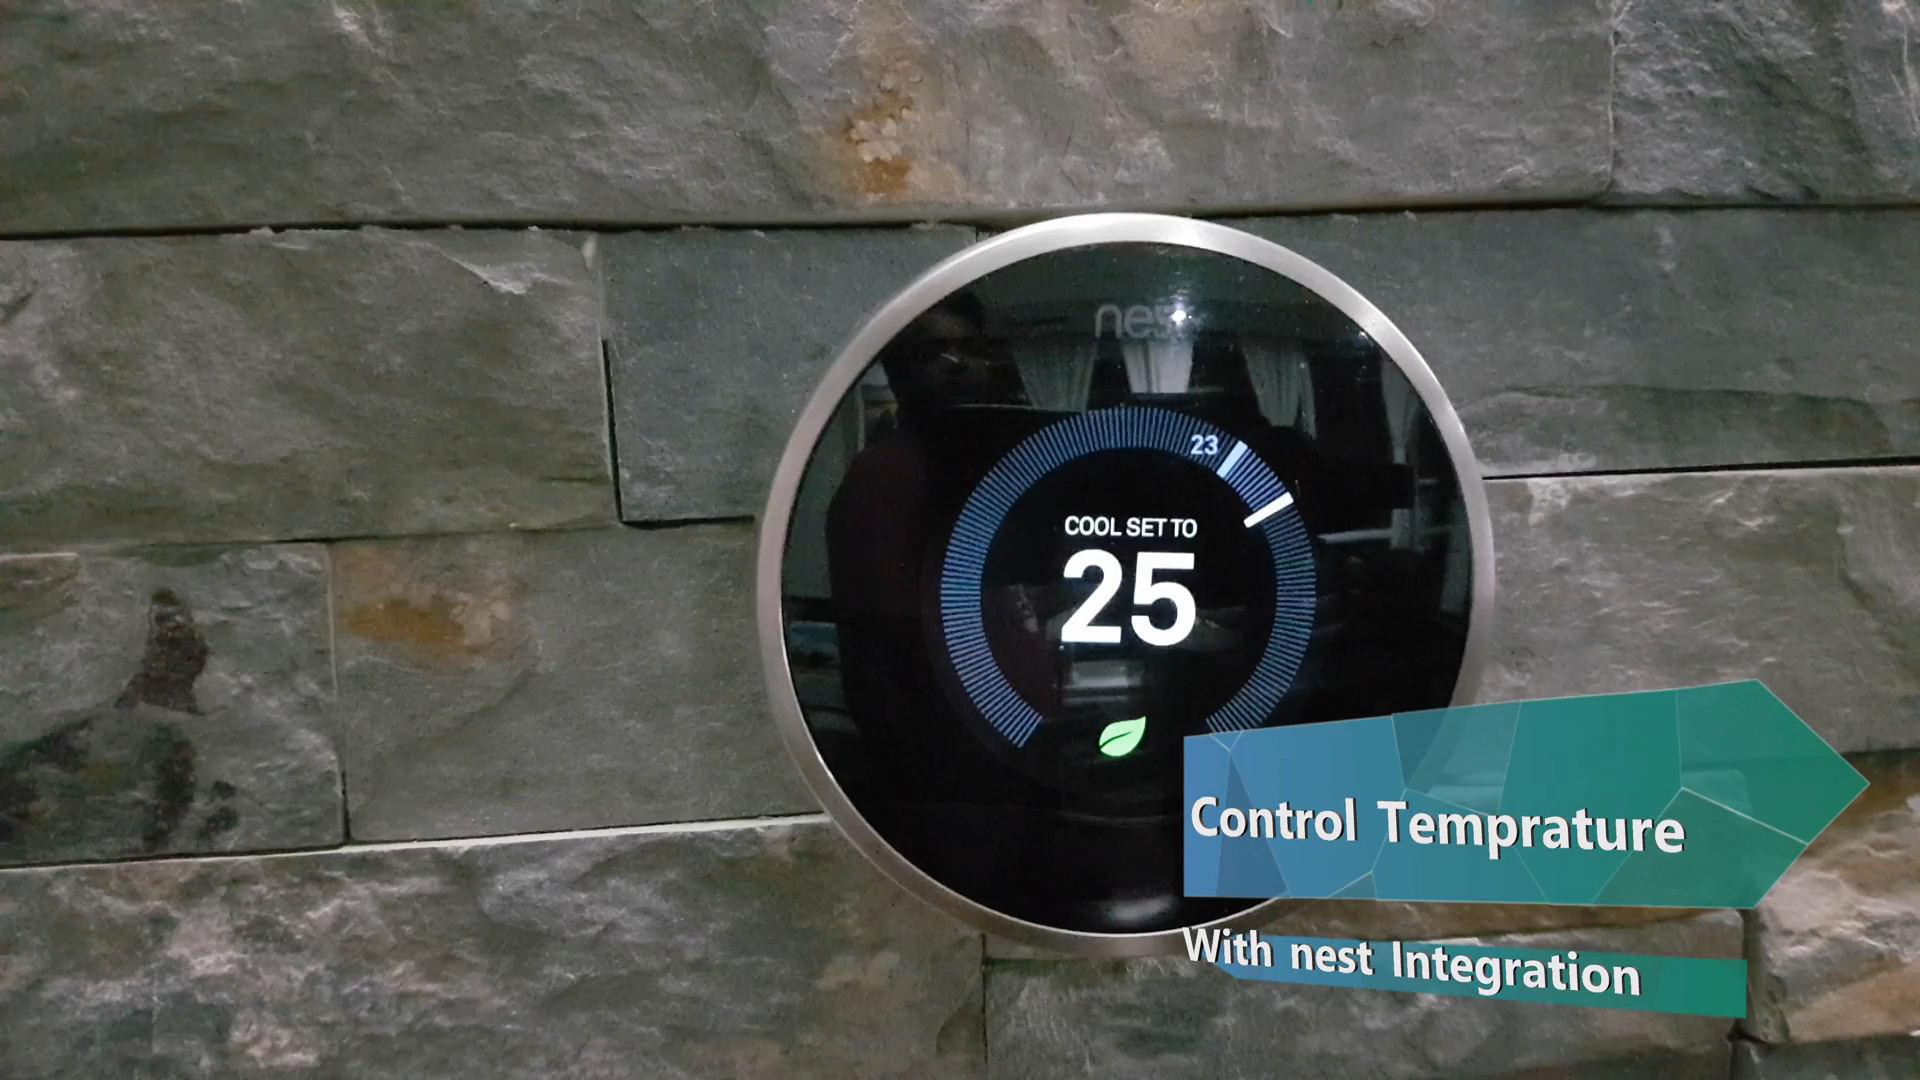 nest
23
COOL SET TO
25
Control Temprature
With nest Integration